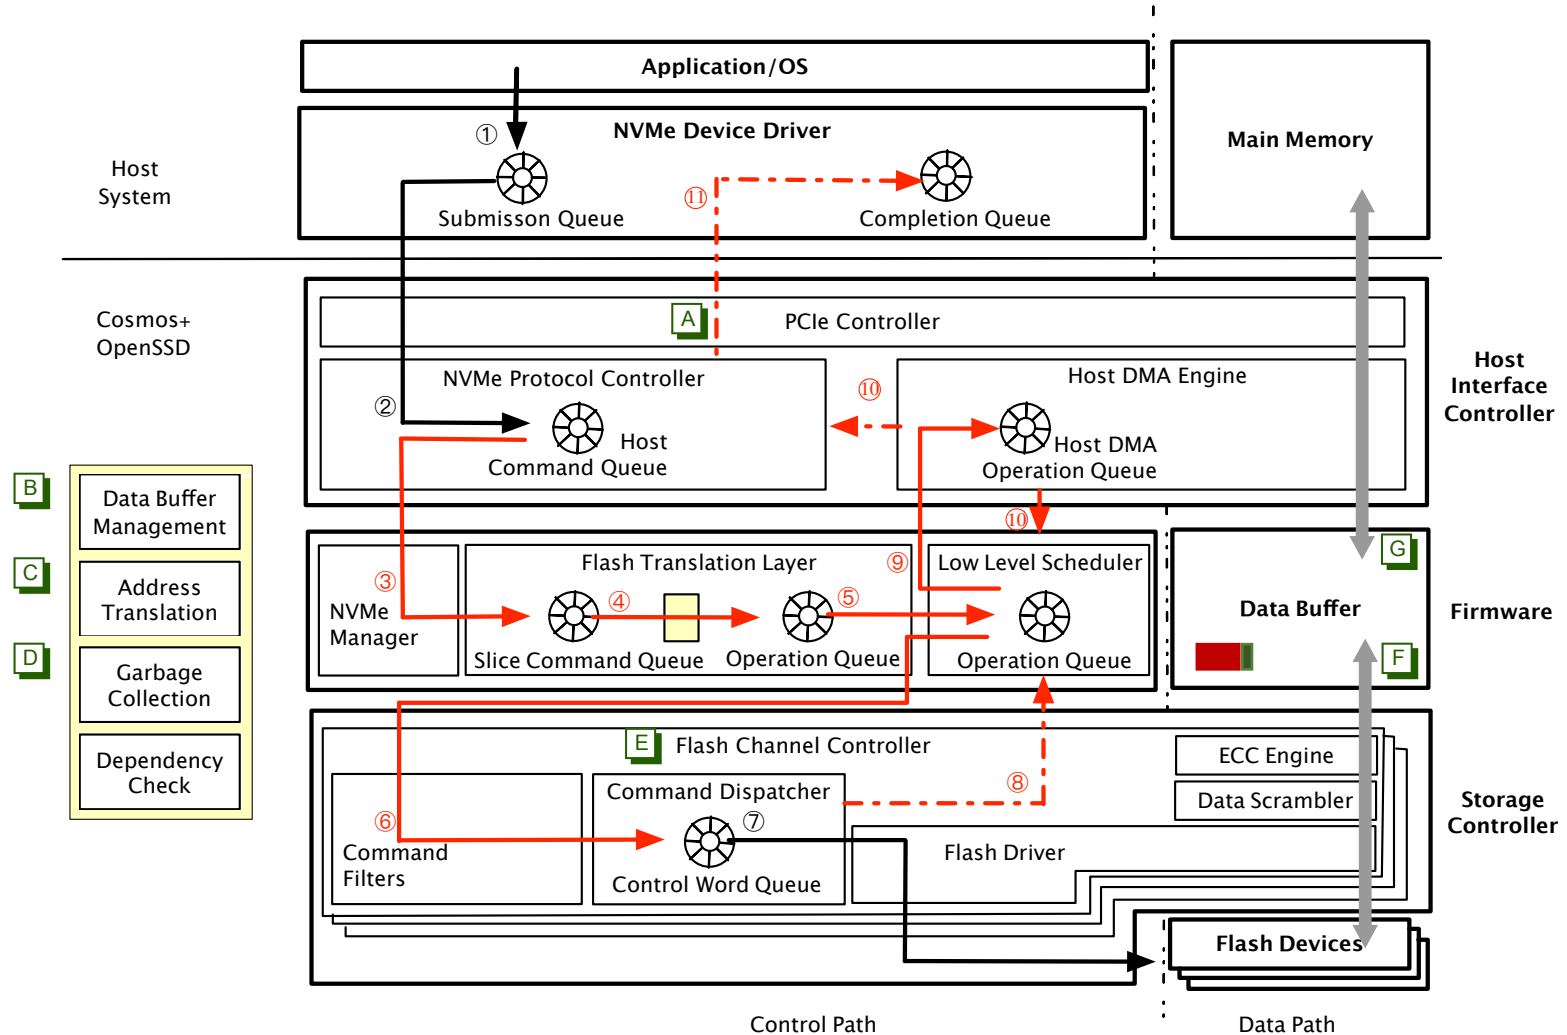 Application/OS
NVMe Device Driver
①
Submisson Queue
⑪
Completion Queue
Main Memory
Host
System
Cosmos+
OpenSSD
A
PCIe Controller
NVMe Protocol Controller
②
Host
Command Queue
⑩
Host DMA Engine
Host DMA
Operation Queue
⑩
Host
Interface
Controller
B
Data Buffer
Management
C
Address
Translation
D
Garbage
Collection
Dependency
Check
③
NVMe
Manager
Flash Translation Layer
④
Slice Command Queue
⑤
Operation Queue
⑨
Low Level Scheduler
Operation Queue
G
Data Buffer
F
Firmware
E
Flash Channel Controller
⑥
Command
Filters
Command Dispatcher
⑦
Control Word Queue
⑧
Flash Driver
ECC Engine
Data Scrambler
Storage
Controller
Flash Devices
Control Path
Data Path